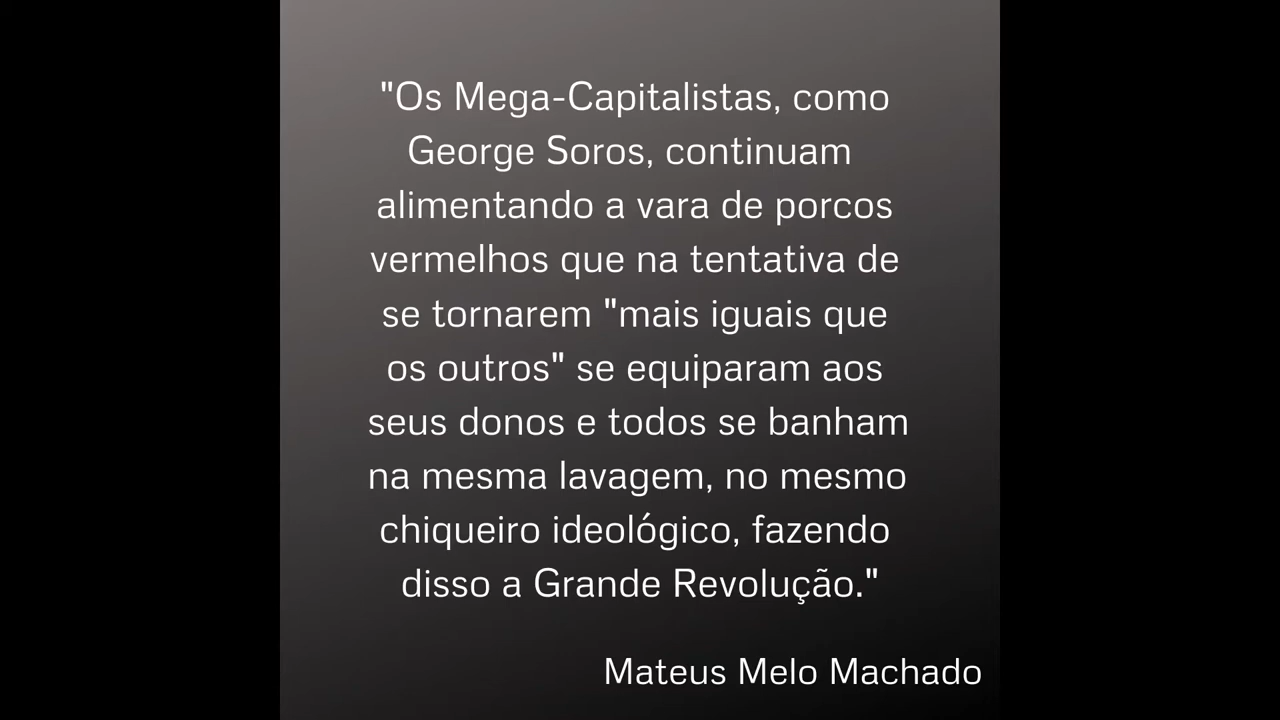 "Os Mega-Capitalistas, como
George Soros, continuam
alimentando a vara de porcos
vermelhos que na tentativa de
se tornarem "mais iguais que
os outros" se equiparam aos
seus donos e todos se banham
na mesma lavagem, no mesmo
chiqueiro ideológico, fazendo
disso a Grande Revolução."
Mateus Melo Machado